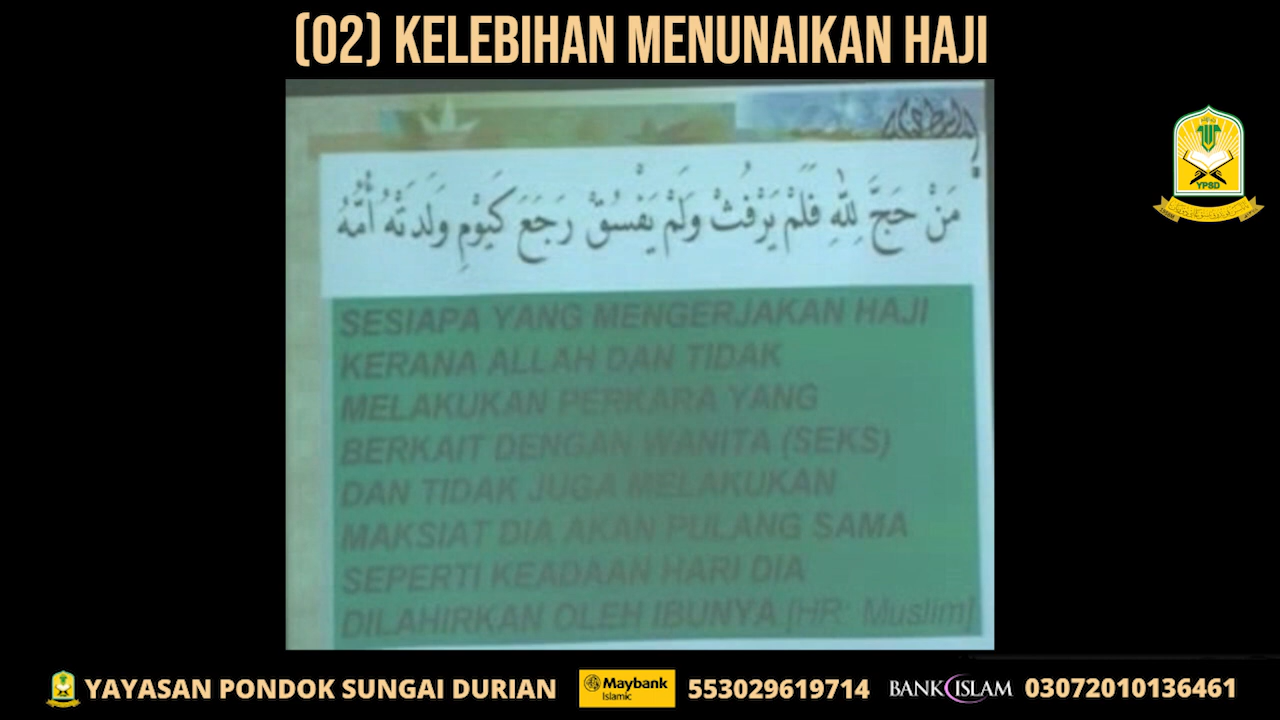 (02) KELEBIHAN MENUNAIKAN HAJI
مَنْ حَجَّ لِلّٰهِ فَلَمْ يَرْفُثْ وَلَمْ يَفْسُقْ رَجَعَ كَيَوْمِ وَلَدَتْهُ أُمُّهُ
SESIAPA YANG MENGERJAKAN HAJI
KERANA ALLAH DAN TIDAK
MELAKUKAN PERKARA YANG
BERKAIT DENGAN WANITA (SEKS)
DAN TIDAK JUGA MELAKUKAN
MAKSIAT DIA AKAN PULANG SAMA
SEPERTI KEADAAN HARI DIA
DILAHIRKAN OLEH IBUNYA [HR: Muslim]
YPSD
YAYASAN PONDOK SUNGAI DURIAN
Maybank
Islamic
553029619714
BANK ISLAM
03072010136461